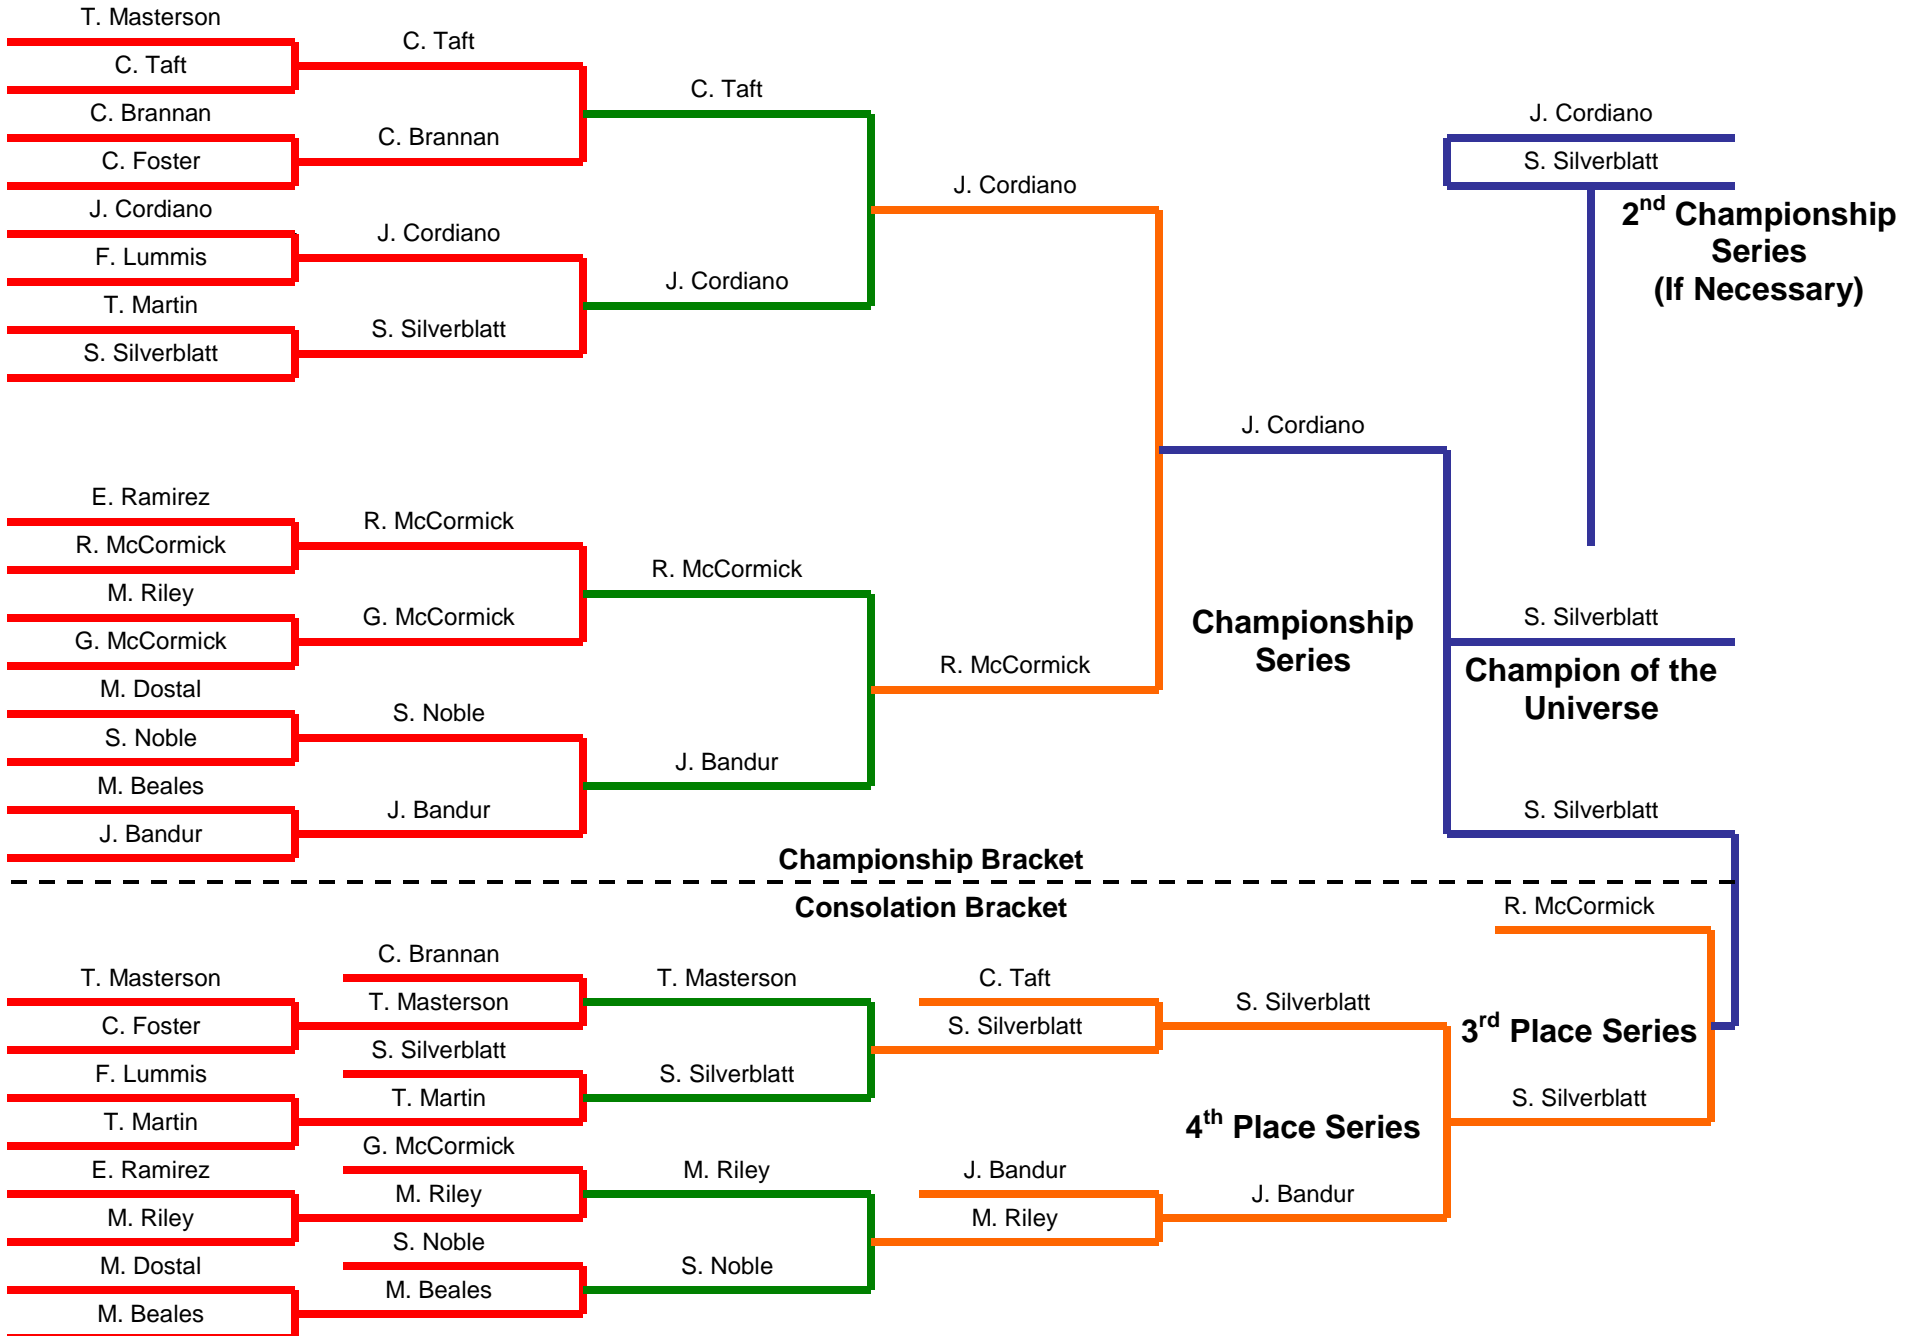 T. Masterson
C. Taft
C. Brannan
C. Foster
J. Cordiano
F. Lummis
T. Martin
S. Silverblatt
E. Ramirez
R. McCormick
M. Riley
G. McCormick
M. Dostal
S. Noble
M. Beales
J. Bandur
C. Taft
C. Brannan
J. Cordiano
S. Silverblatt
R. McCormick
G. McCormick
S. Noble
J. Bandur
C. Taft
J. Cordiano
R. McCormick
J. Bandur
J. Cordiano
R. McCormick
J. Cordiano
Championship
Series
J. Cordiano
S. Silverblatt
2nd Championship
Series
(If Necessary)
S. Silverblatt
Champion of the
Universe
S. Silverblatt
Championship Bracket
Consolation Bracket
T. Masterson
C. Foster
F. Lummis
T. Martin
E. Ramirez
M. Riley
M. Dostal
M. Beales
C. Brannan
T. Masterson
S. Silverblatt
T. Martin
G. McCormick
M. Riley
S. Noble
M. Beales
T. Masterson
S. Silverblatt
M. Riley
S. Noble
C. Taft
S. Silverblatt
J. Bandur
M. Riley
S. Silverblatt
4th Place Series
J. Bandur
R. McCormick
3rd Place Series
S. Silverblatt